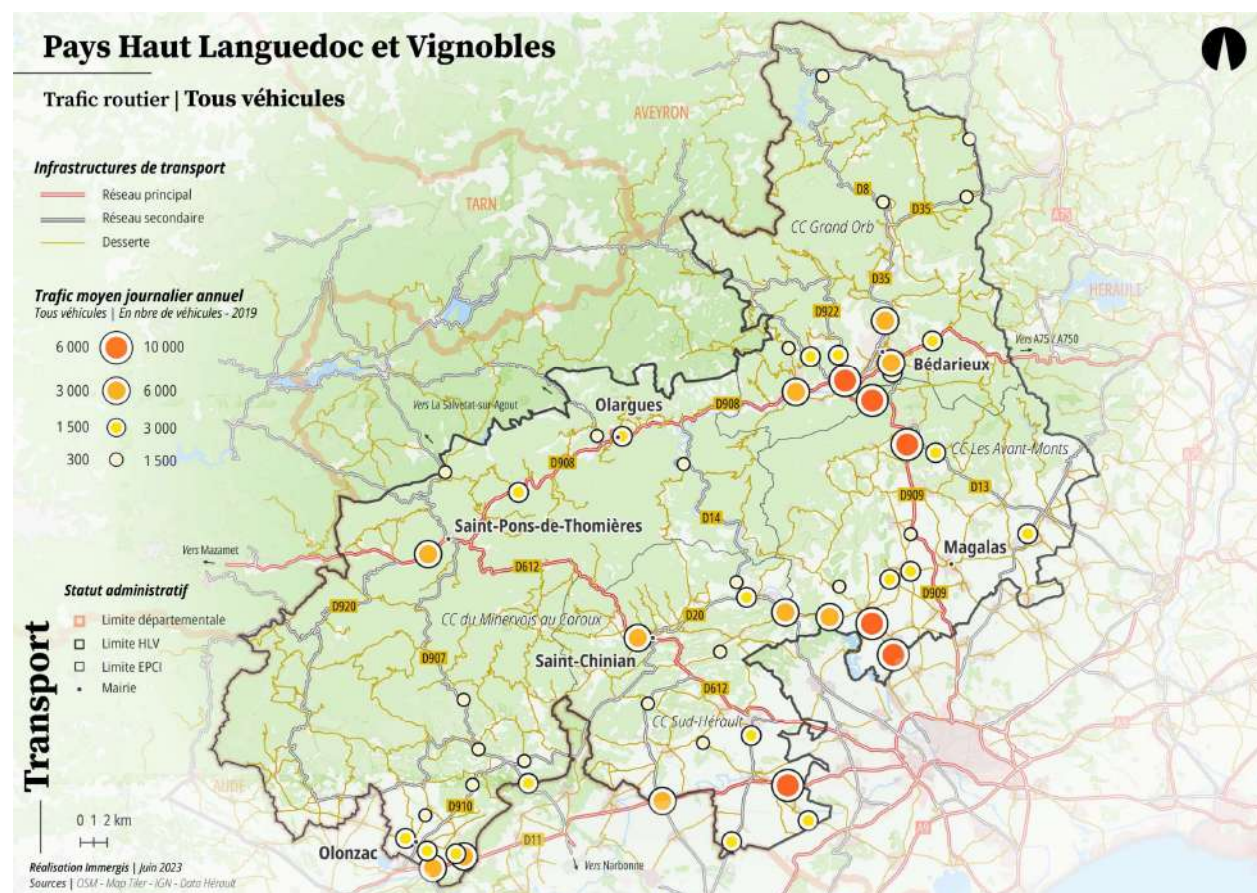 Pays Haut Languedoc et Vignobles
Trafic routier | Tous véhicules
Infrastructures de transport
Réseau principal
Réseau secondaire
Desserte
Trafic moyen journalier annuel
Tous véhicules | En nbre de véhicules - 2019
6 000 10 000
3 000 6 000
1 500 3 000
300 1 500
Statut administratif
Limite départementale
Limite HLV
Limite EPCI
Mairie
Transport
0 1 2 km
Réalisation Immergis | Juin 2023
Sources | OSM - Map Tiler - IGN - Data Hérault
AVEYRON
TARN
HÉRAULT
AUDE
D8
D35
CC Grand Orb
D35
D922
Vers A75 / A750
Bédarieux
Vers La Salvetat-sur-Agout
Olargues
D908
D908
CC Les Avant-Monts
D13
D909
D14
Saint-Pons-de-Thomières
Vers Mazamet
D612
Magalas
D909
D920
CC du Minervois au Caroux
D20
D907
Saint-Chinian
D612
CC Sud-Hérault
D910
D11
Olonzac
Vers Narbonne
A9